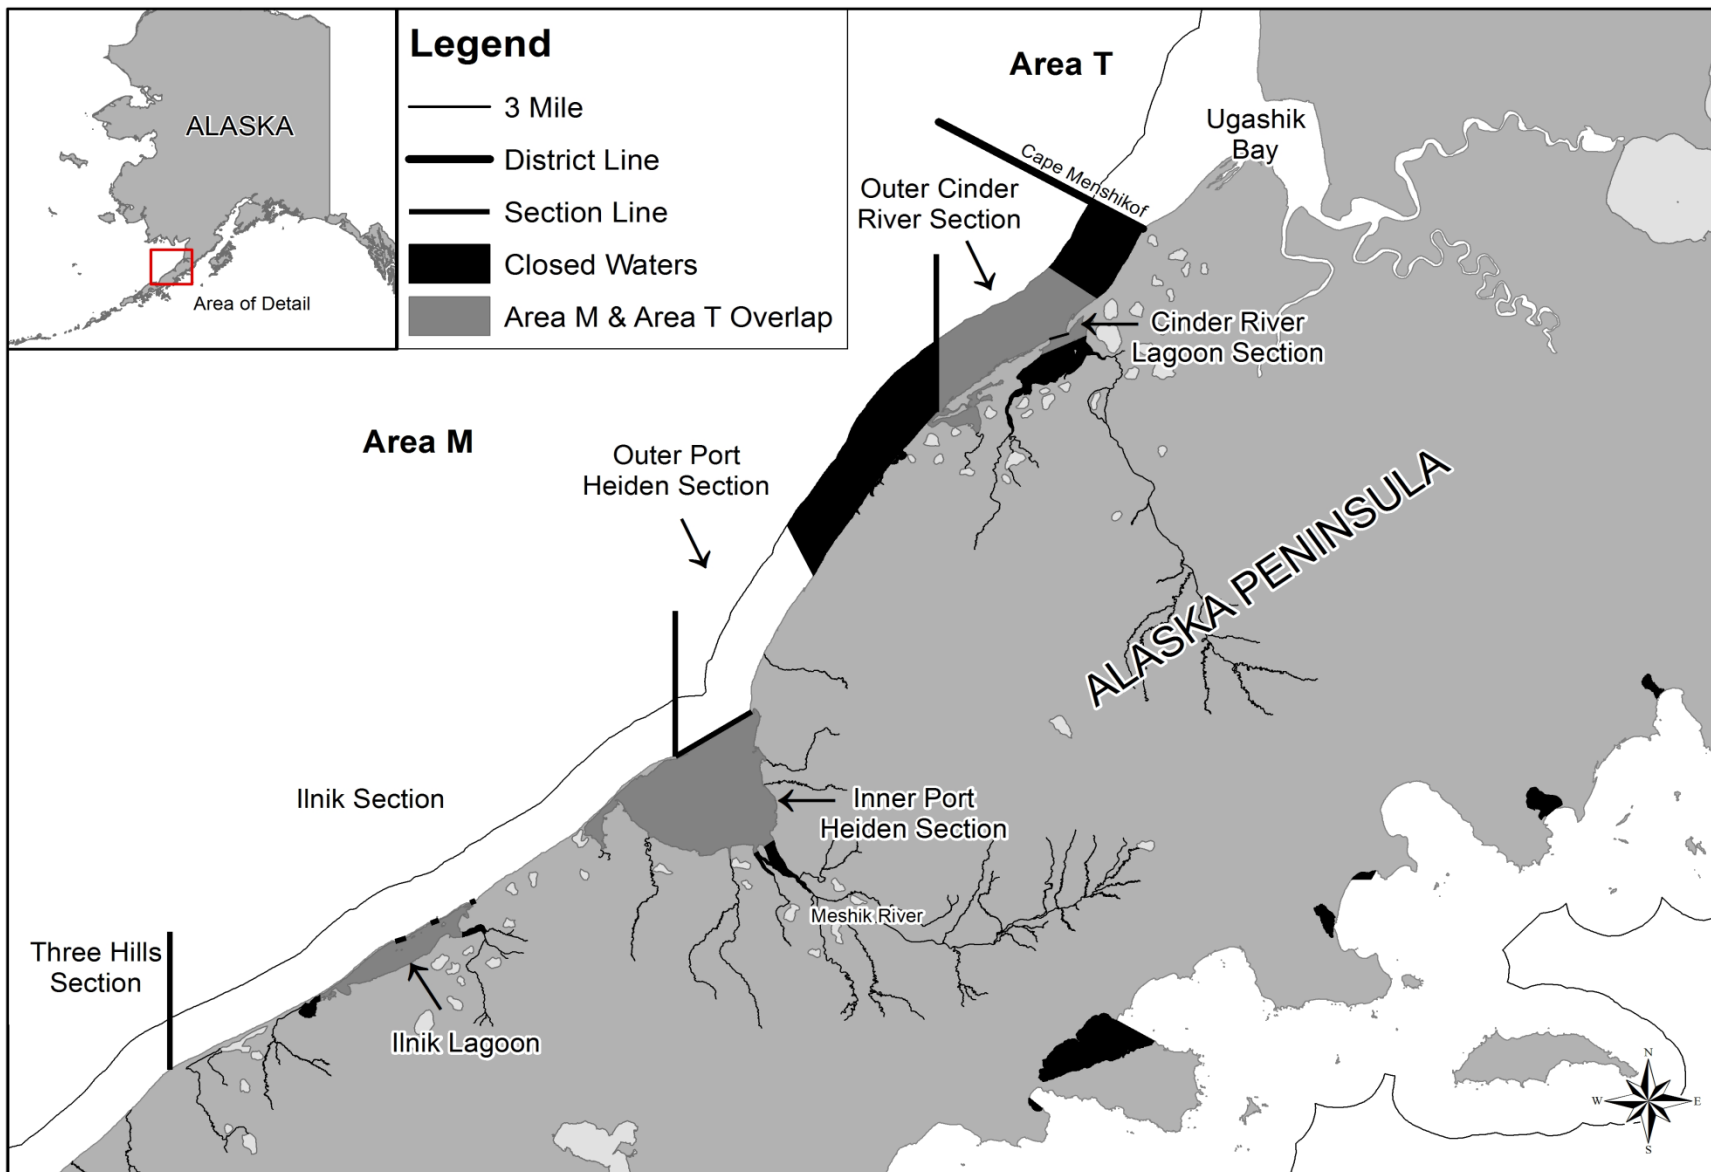 ALASKA
Area of Detail
Legend
3 Mile
District Line
Section Line
Closed Waters
Area M & Area T Overlap
Area T
Ugashik
Bay
Cape Menshikof
Outer Cinder
River Section
Cinder River
Lagoon Section
Area M
Outer Port
Heiden Section
ALASKA PENINSULA
Ilnik Section
Inner Port
Heiden Section
Meshik River
Three Hills
Section
Ilnik Lagoon
N
W
E
S